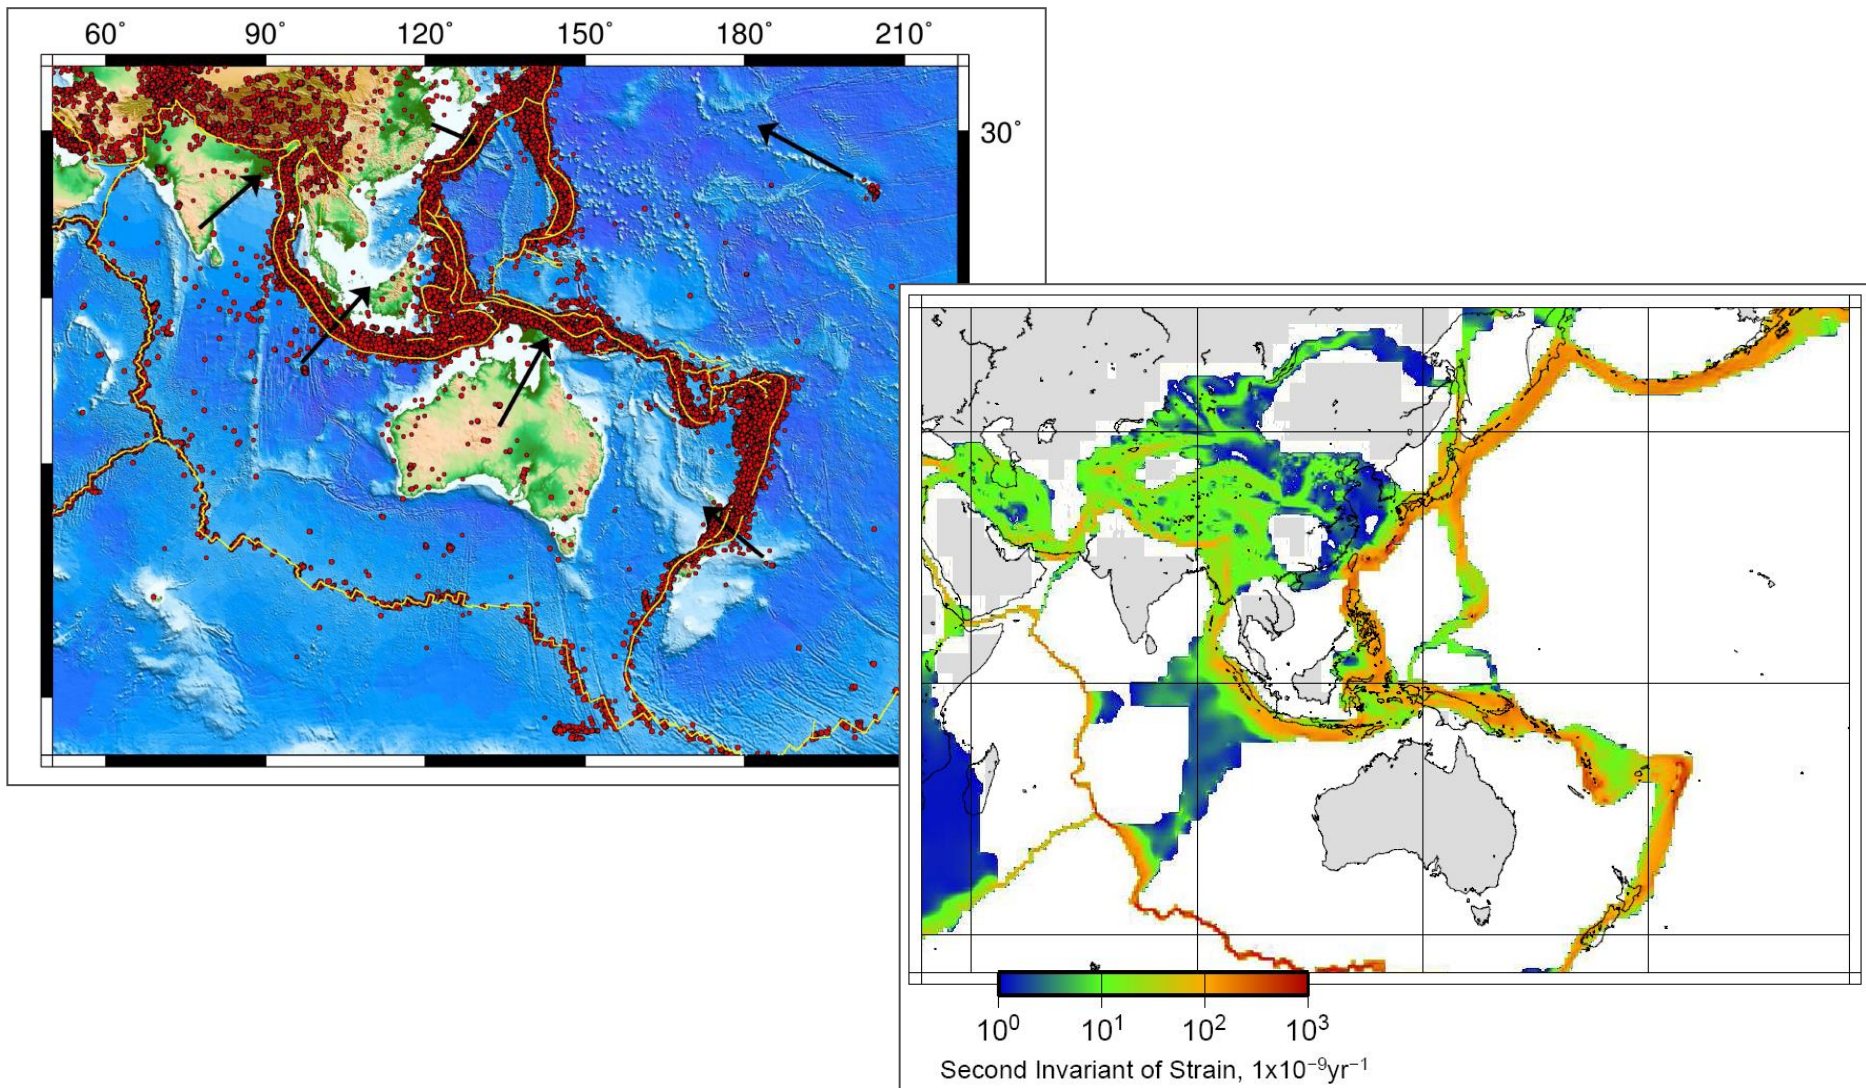 60° 90° 120° 150° 180° 210°
30°
10⁰ 10¹ 10² 10³
Second Invariant of Strain, 1x10⁻⁹yr⁻¹